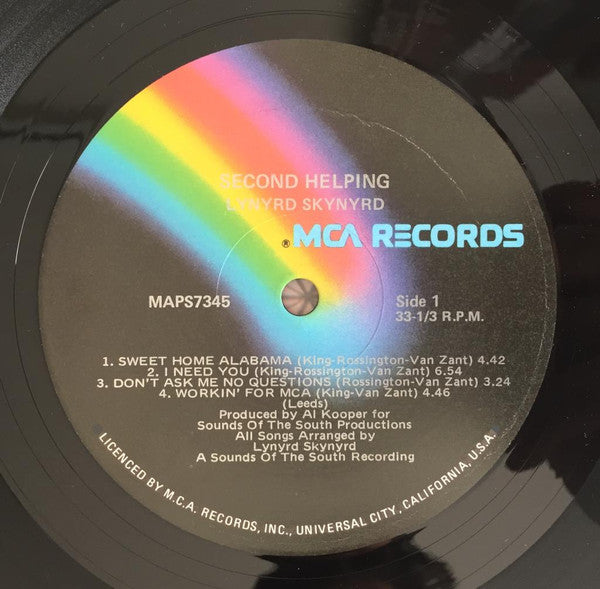 SECOND HELPING
LYNYRD SKYNYRD
® MCA RECORDS
MAPS7345
Side 1
33-1/3 R.P.M.
1. SWEET HOME ALABAMA (King-Rossington-Van Zant) 4.42
2. I NEED YOU (King-Rossington-Van Zant) 6.54
3. DON'T ASK ME NO QUESTIONS (Rossington-Van Zant) 3.24
4. WORKIN' FOR MCA (King-Van Zant) 4.46
(Leeds)
Produced by Al Kooper for
Sounds Of The South Productions
All Songs Arranged by
Lynyrd Skynyrd
A Sounds Of The South Recording
LICENCED BY M.C.A. RECORDS, INC., UNIVERSAL CITY, CALIFORNIA, U.S.A.